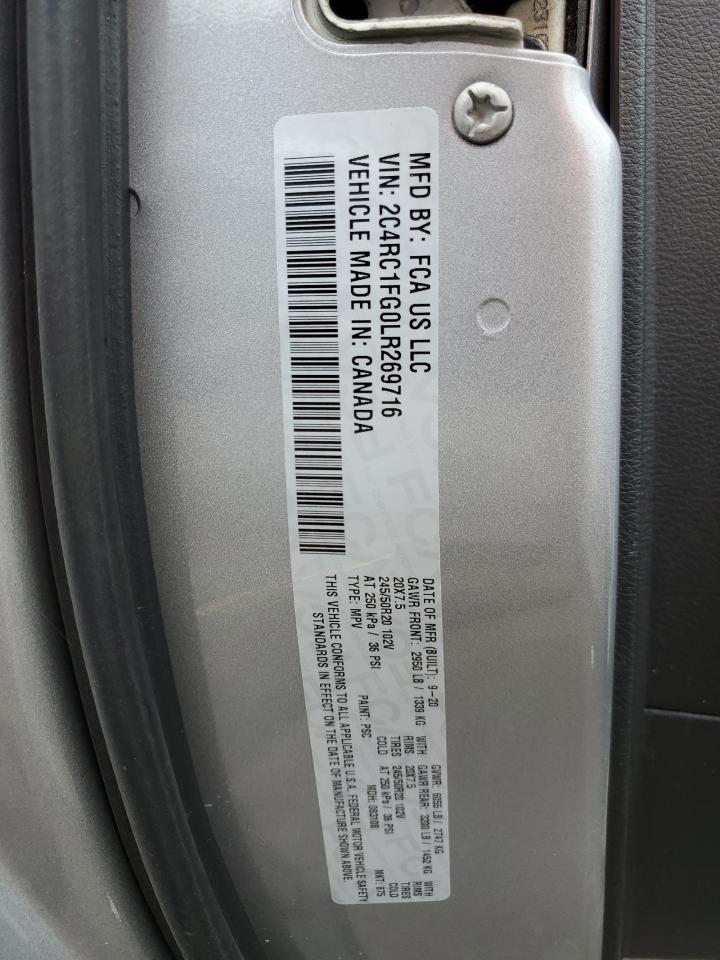 MFD BY: FCA US LLC
VIN: 2C4RC1FG0LR269716
VEHICLE MADE IN: CANADA
DATE OF MFR (BUILT): 9-20 GVWR: 6055 LB / 2747 KG
GAWR FRONT: 2950 LB / 1339 KG WITH GAWR REAR: 3200 LB / 1452 KG WITH
20X7.5 RIMS 20X7.5 RIMS
245/50R20 102V TIRES 245/50R20 102V TIRES
AT 250 kPa / 36 PSI COLD AT 250 kPa / 36 PSI COLD
TYPE: MPV PAINT: PSC MDH: 083108 MKT: 875
THIS VEHICLE CONFORMS TO ALL APPLICABLE U.S.A. FEDERAL MOTOR VEHICLE SAFETY
STANDARDS IN EFFECT ON THE DATE OF MANUFACTURE SHOWN ABOVE.